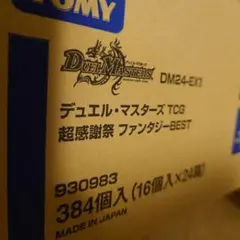 TOMY
DUEL MASTERS DM24-EX1
デュエル・マスターズ TCG
超感謝祭 ファンタジーBEST
930983
384個入(16個入×24箱)
MADE IN JAPAN